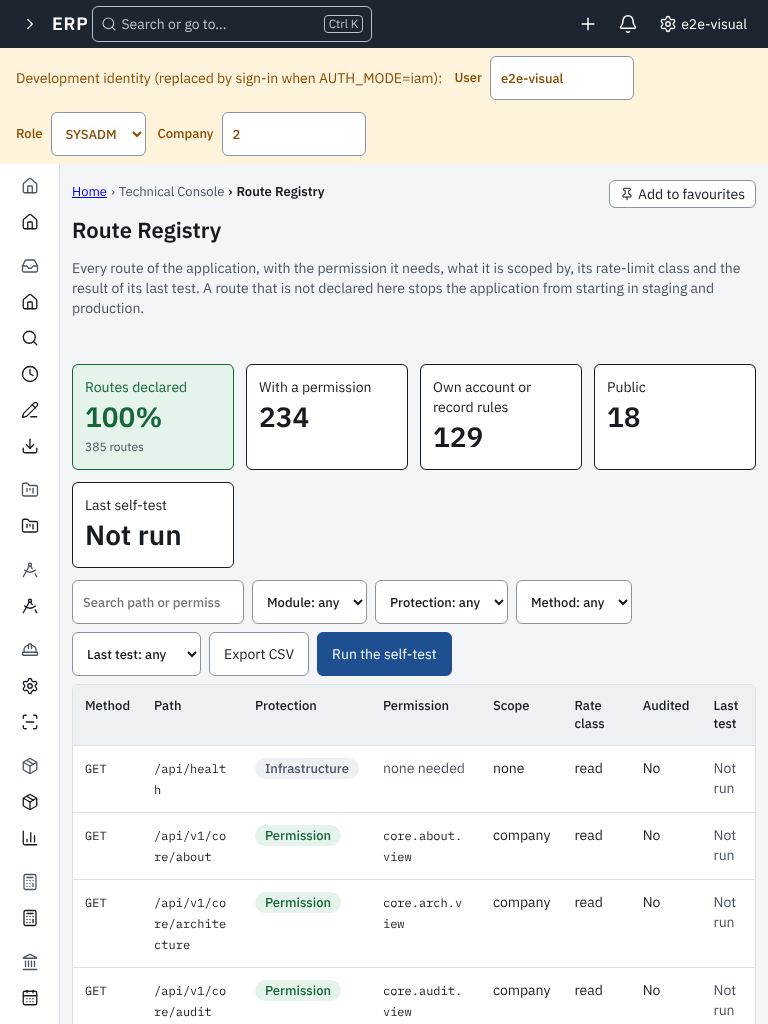 ERP
Search or go to...
Ctrl K
e2e-visual
Development identity (replaced by sign-in when AUTH_MODE=iam):
User
e2e-visual
Role
SYSADM
Company
2
Home › Technical Console › Route Registry
Add to favourites
Route Registry
Every route of the application, with the permission it needs, what it is scoped by, its rate-limit class and the
result of its last test. A route that is not declared here stops the application from starting in staging and
production.
Routes declared
100%
385 routes
With a permission
234
Own account or
record rules
129
Public
18
Last self-test
Not run
Search path or permiss
Module: any
Protection: any
Method: any
Last test: any
Export CSV
Run the self-test
Method Path Protection Permission Scope Rate class Audited Last test
GET /api/healt
h Infrastructure none needed none read No Not run
GET /api/v1/co
re/about Permission core.about.
view company read No Not run
GET /api/v1/co
re/archite
cture Permission core.arch.v
iew company read No Not run
GET /api/v1/co
re/audit Permission core.audit.
view company read No Not run